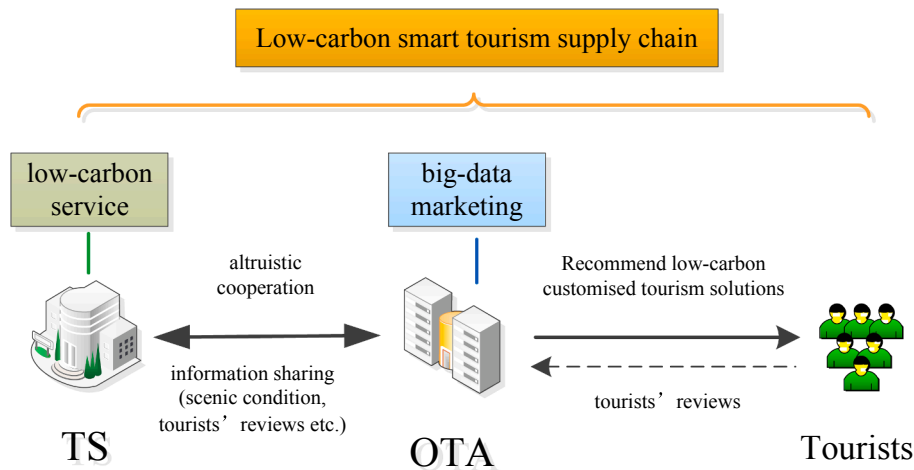 Low-carbon smart tourism supply chain
low-carbon
service
big-data
marketing
altruistic
cooperation
Recommend low-carbon
customised tourism solutions
information sharing
(scenic condition,
tourists’ reviews etc.)
tourists’ reviews
TS
OTA
Tourists